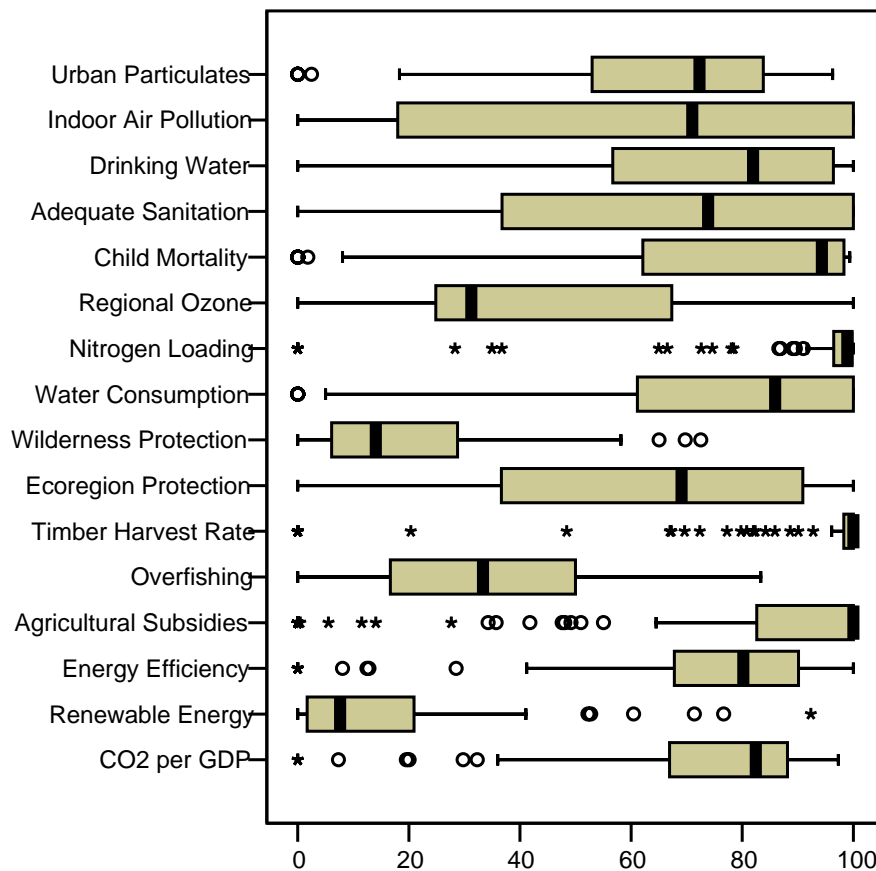 Urban Particulates
Indoor Air Pollution
Drinking Water
Adequate Sanitation
Child Mortality
Regional Ozone
Nitrogen Loading
Water Consumption
Wilderness Protection
Ecoregion Protection
Timber Harvest Rate
Overfishing
Agricultural Subsidies
Energy Efficiency
Renewable Energy
CO2 per GDP
0 20 40 60 80 100